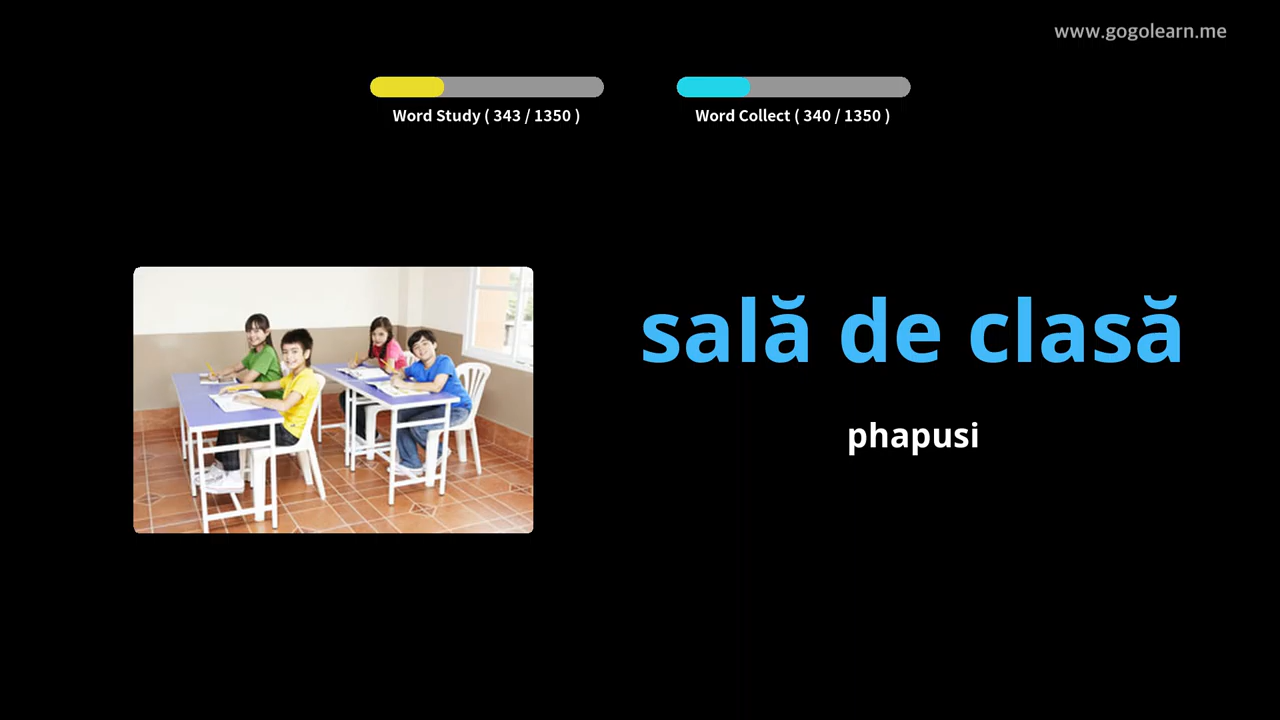 www.gogolearn.me
Word Study ( 343 / 1350 )
Word Collect ( 340 / 1350 )
sală de clasă
phapusi